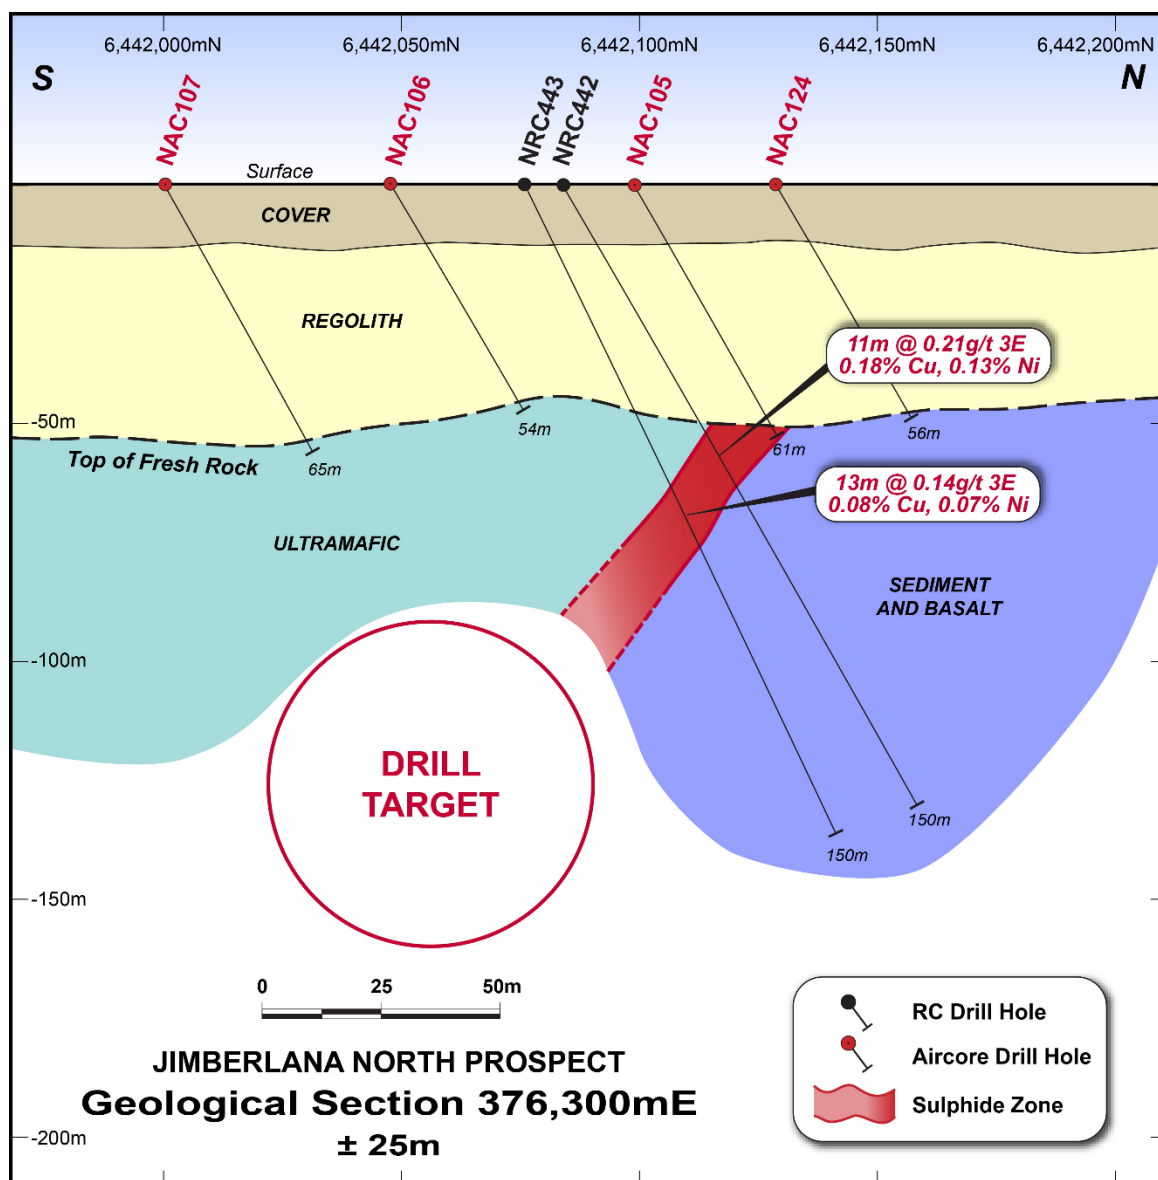 6,442,000mN
6,442,050mN
6,442,100mN
6,442,150mN
6,442,200mN
S
N
NAC107
NAC106
NRC443
NRC442
NAC105
NAC124
Surface
COVER
REGOLITH
11m @ 0.21g/t 3E
0.18% Cu, 0.13% Ni
-50m
54m
56m
61m
65m
Top of Fresh Rock
13m @ 0.14g/t 3E
0.08% Cu, 0.07% Ni
ULTRAMAFIC
SEDIMENT
AND BASALT
-100m
DRILL
TARGET
150m
150m
-150m
0
25
50m
RC Drill Hole
Aircore Drill Hole
Sulphide Zone
JIMBERLANA NORTH PROSPECT
Geological Section 376,300mE
± 25m
-200m